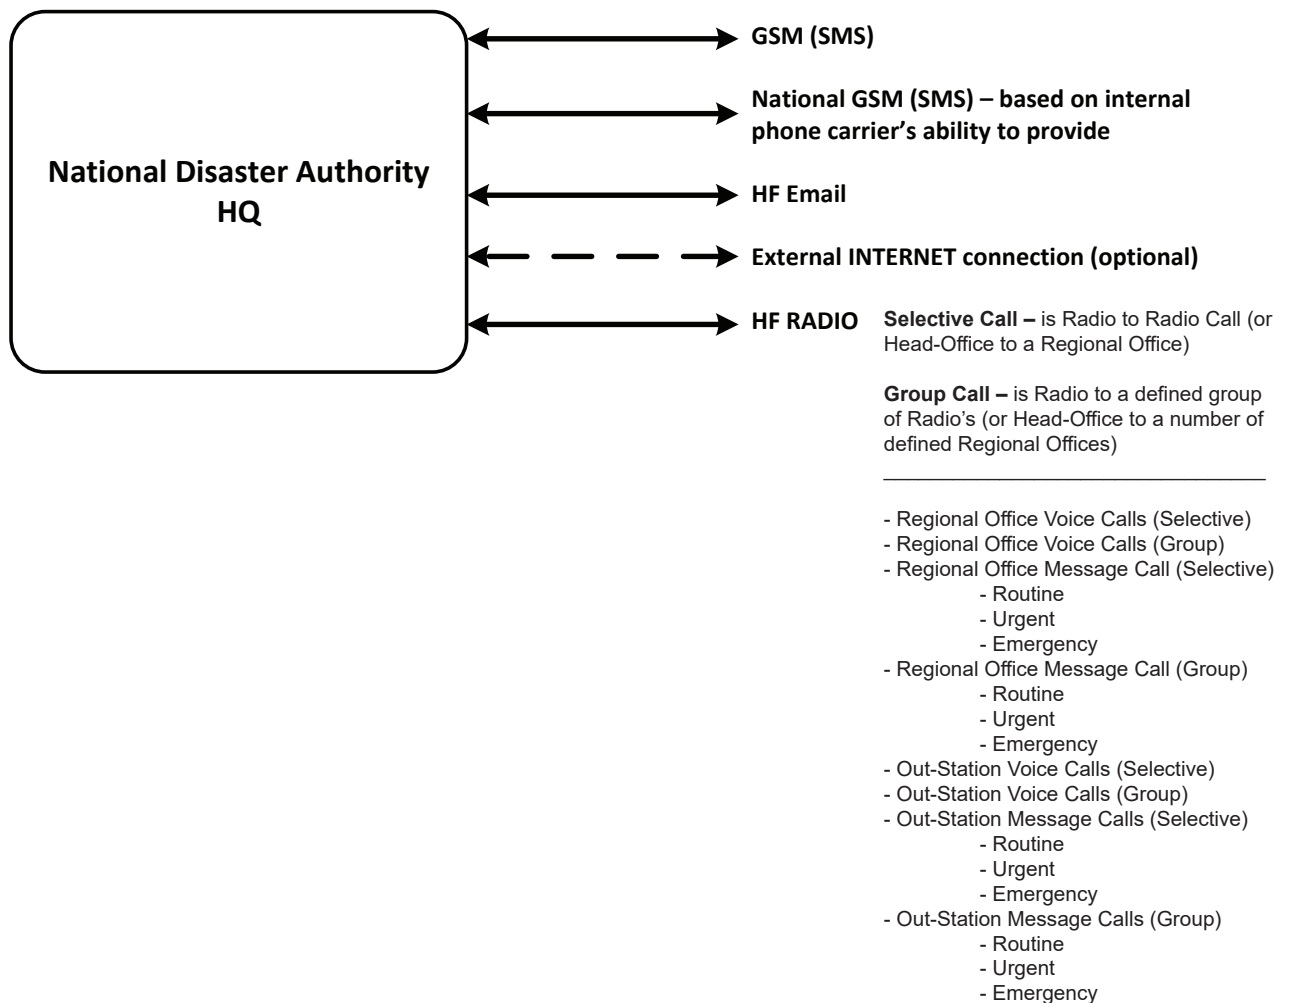 National Disaster Authority
HQ
GSM (SMS)
National GSM (SMS) – based on internal
phone carrier's ability to provide
HF Email
External INTERNET connection (optional)
HF RADIO
Selective Call – is Radio to Radio Call (or
Head-Office to a Regional Office)
Group Call – is Radio to a defined group
of Radio's (or Head-Office to a number of
defined Regional Offices)
- Regional Office Voice Calls (Selective)
- Regional Office Voice Calls (Group)
- Regional Office Message Call (Selective)
- Routine
- Urgent
- Emergency
- Regional Office Message Call (Group)
- Routine
- Urgent
- Emergency
- Out-Station Voice Calls (Selective)
- Out-Station Voice Calls (Group)
- Out-Station Message Calls (Selective)
- Routine
- Urgent
- Emergency
- Out-Station Message Calls (Group)
- Routine
- Urgent
- Emergency